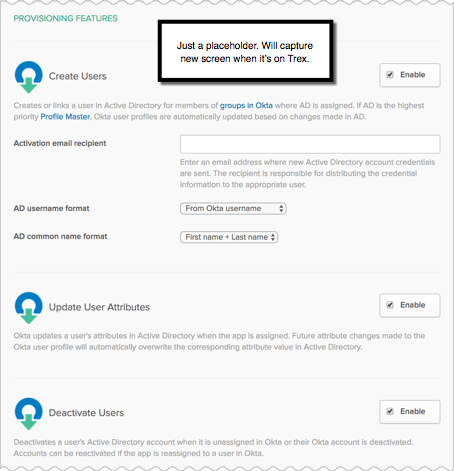 PROVISIONING FEATURES
Just a placeholder. Will capture
new screen when it's on Trex.
Create Users
Enable
Creates or links a user in Active Directory for members of groups in Okta where AD is assigned. If AD is the highest
priority Profile Master, Okta user profiles are automatically updated based on changes made in AD.
Activation email recipient
Enter an email address where new Active Directory account credentials
are sent. The recipient is responsible for distributing the credential
information to the appropriate user.
AD username format
From Okta username
AD common name format
First name + Last name
Update User Attributes
Enable
Okta updates a user's attributes in Active Directory when the app is assigned. Future attribute changes made to the
Okta user profile will automatically overwrite the corresponding attribute value in Active Directory.
Deactivate Users
Enable
Deactivates a user's Active Directory account when it is unassigned in Okta or their Okta account is deactivated.
Accounts can be reactivated if the app is reassigned to a user in Okta.